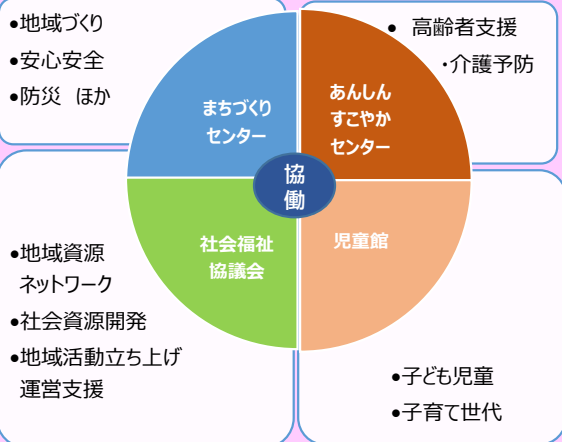 ●地域づくり
●安心安全
●防災 ほか
● 高齢者支援
・介護予防
まちづくり
センター
あんしん
すこやか
センター
協
働
社会福祉
協議会
児童館
●地域資源
ネットワーク
●社会資源開発
●地域活動立ち上げ
運営支援
●子ども児童
●子育て世代